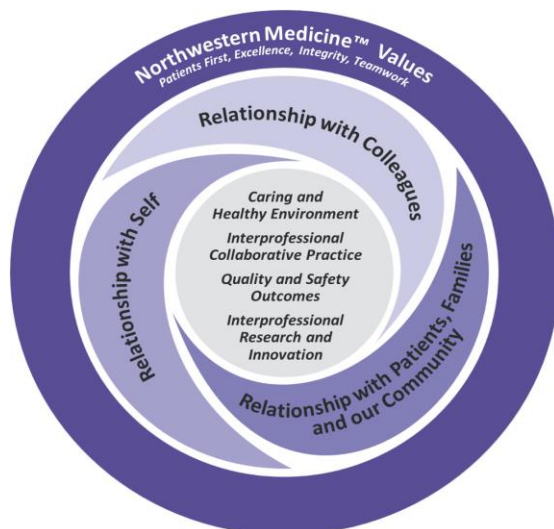 Northwestern Medicine™ Values
Patients First, Excellence, Integrity, Teamwork
Relationship with Colleagues
Relationship with Self
Caring and
Healthy Environment
Interprofessional
Collaborative Practice
Quality and Safety
Outcomes
Interprofessional
Research and
Innovation
Relationship with Patients, Families
and our Community